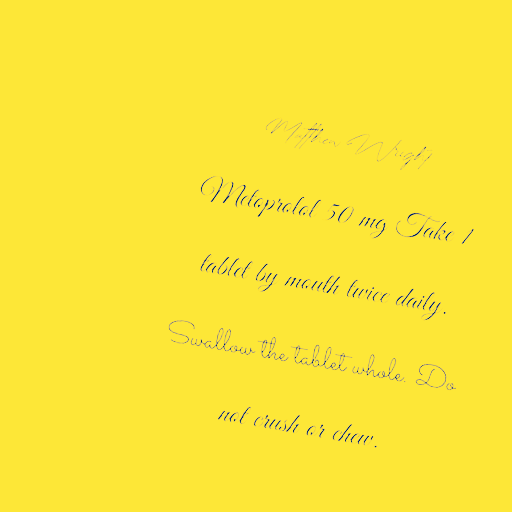 Matthew Wright
Metoprolol 50 mg Take 1
tablet by mouth twice daily.
Swallow the tablet whole. Do
not crush or chew.